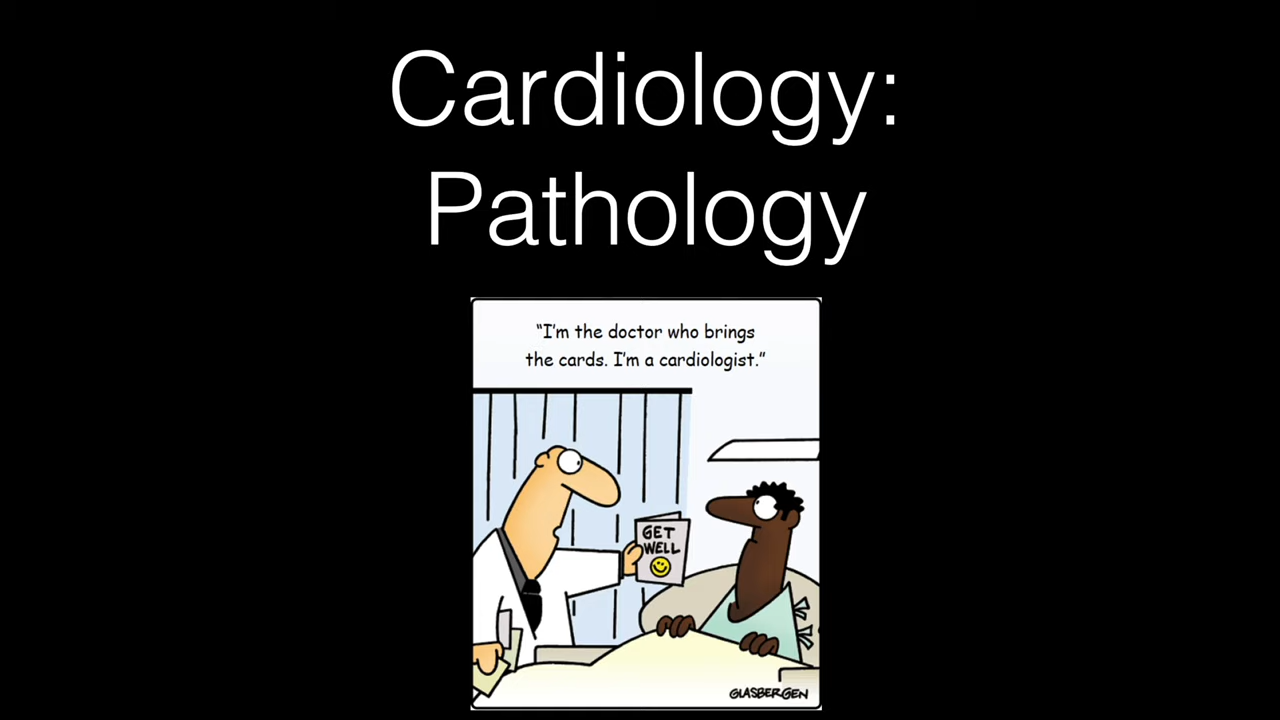 Cardiology:
Pathology
“I’m the doctor who brings
the cards. I’m a cardiologist.”
GET
WELL
GLASBERGEN